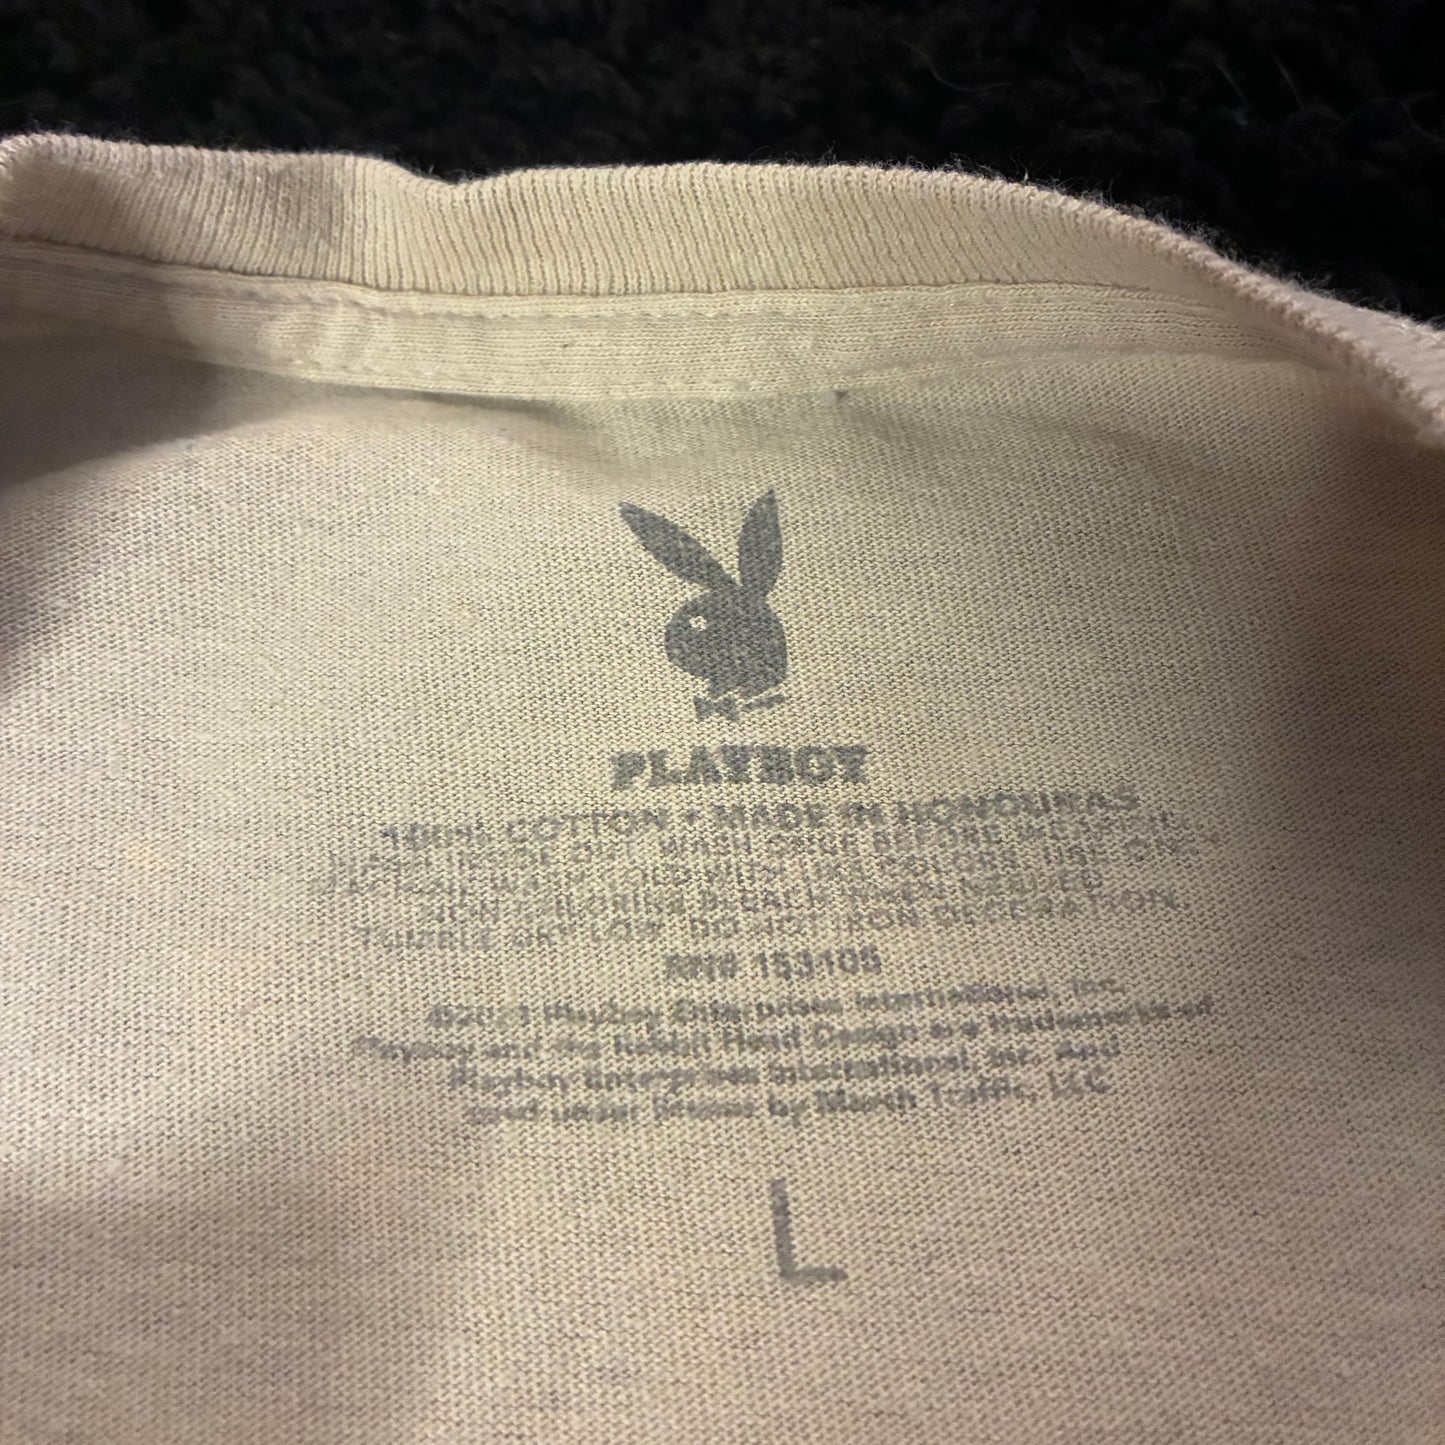 PLAYBOY
100% COTTON • MADE IN HONDURAS
WASH INSIDE OUT. WASH ONCE BEFORE WEARING.
MACHINE WASH COLD WITH LIKE COLORS. USE ONLY
NON-CHLORINE BLEACH WHEN NEEDED.
TUMBLE DRY LOW. DO NOT IRON DECORATION.
RN# 153105
Playboy Enterprises International, Inc.
Playboy and the Rabbit Head Design are trademarks of
Playboy Enterprises International, Inc. And
used under license by Merch Traffic, LLC
L